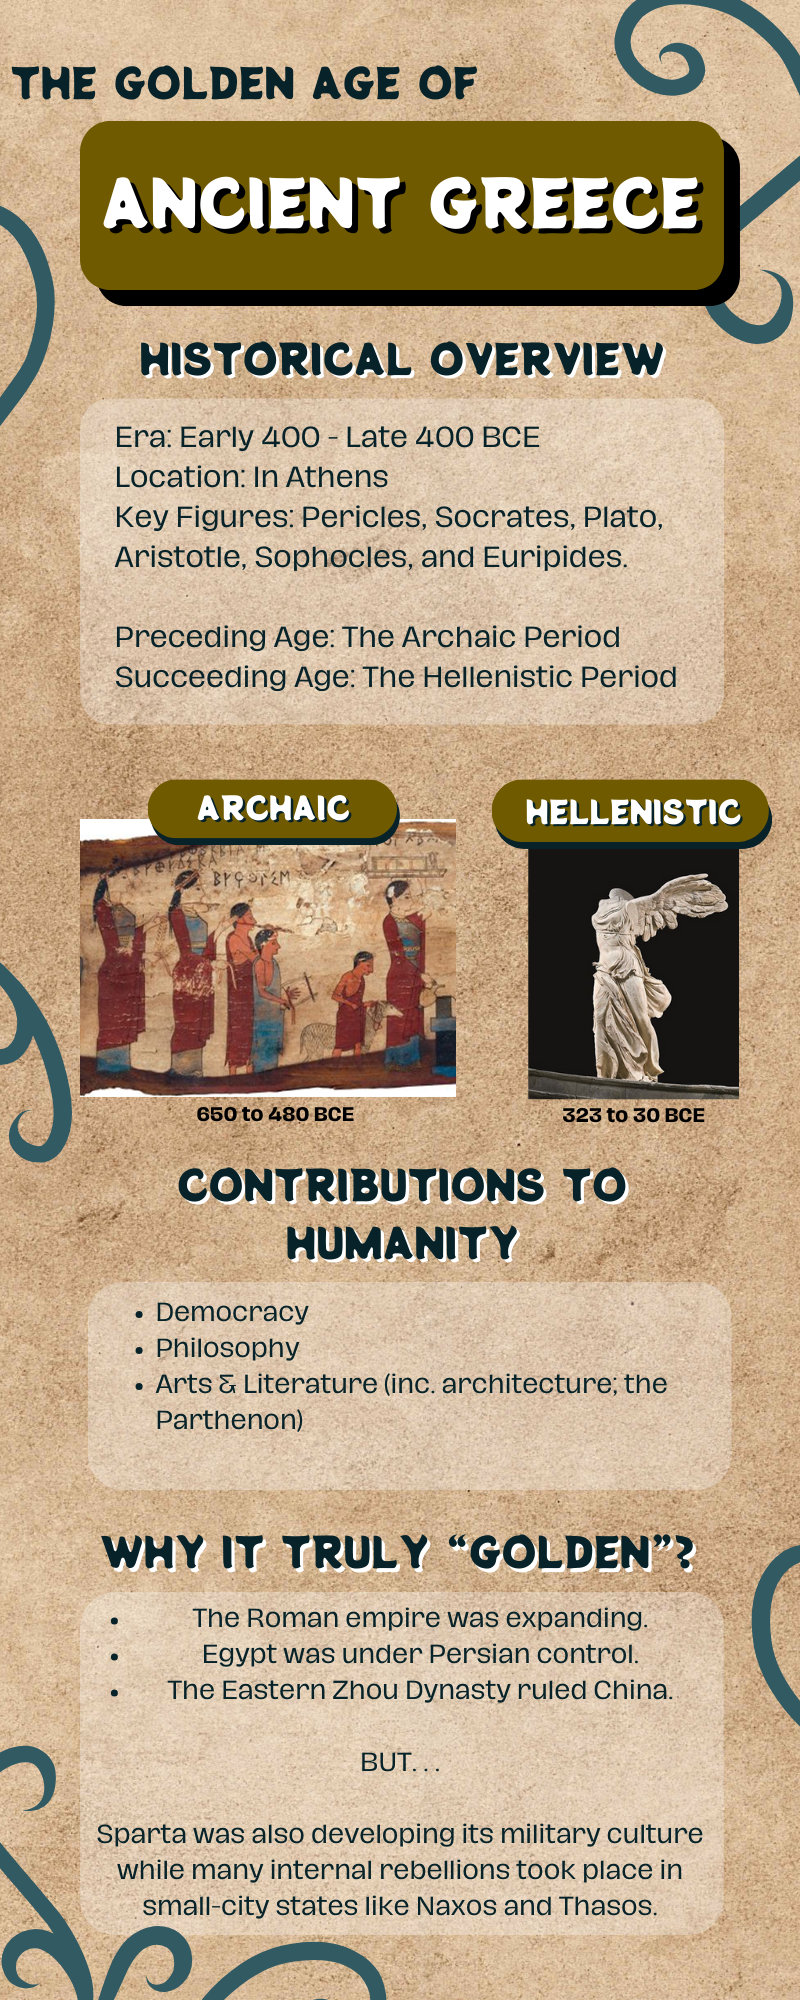 THE GOLDEN AGE OF
ANCIENT GREECE
HISTORICAL OVERVIEW
Era: Early 400 - Late 400 BCE
Location: In Athens
Key Figures: Pericles, Socrates, Plato,
Aristotle, Sophocles, and Euripides.
Preceding Age: The Archaic Period
Succeeding Age: The Hellenistic Period
ARCHAIC
HELLENISTIC
650 to 480 BCE
323 to 30 BCE
CONTRIBUTIONS TO
HUMANITY
• Democracy
• Philosophy
• Arts & Literature (inc. architecture; the
Parthenon)
WHY IT TRULY “GOLDEN”?
• The Roman empire was expanding.
• Egypt was under Persian control.
• The Eastern Zhou Dynasty ruled China.
BUT. . .
Sparta was also developing its military culture
while many internal rebellions took place in
small-city states like Naxos and Thasos.